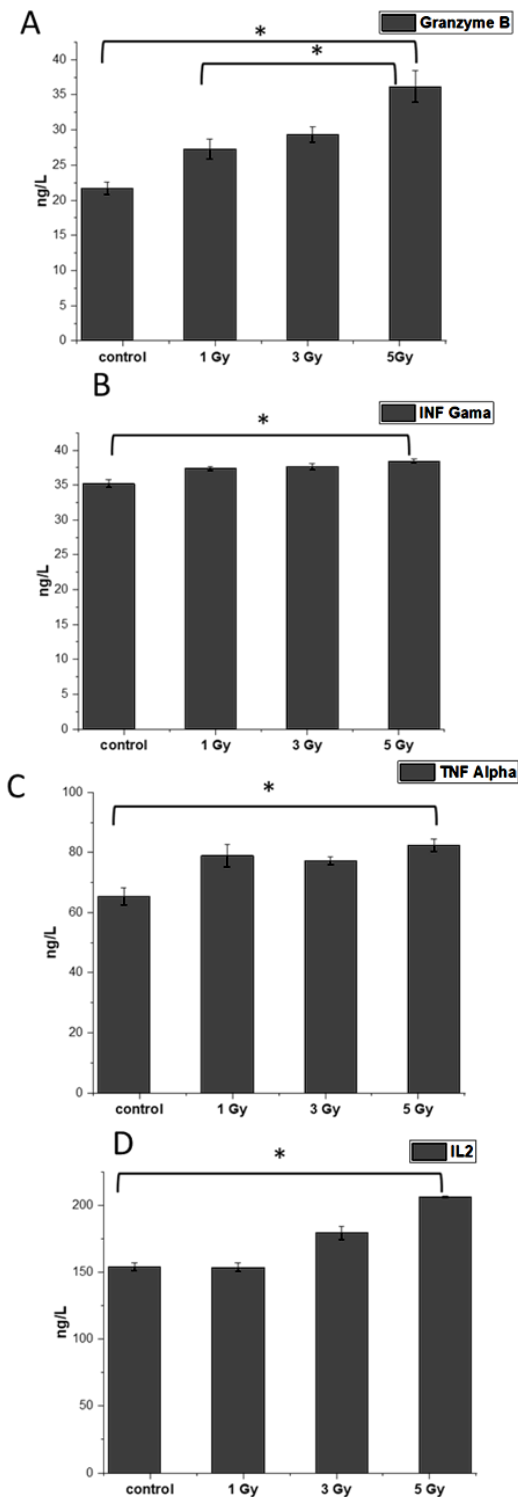 A
Granzyme B
*
*
40
35
30
25
20
15
10
5
0
ng/L
control 1 Gy 3 Gy 5Gy
B
INF Gama
*
40
35
30
25
20
15
10
5
0
ng/L
control 1 Gy 3 Gy 5 Gy
C
TNF Alpha
*
100
80
60
40
20
0
ng/L
control 1 Gy 3 Gy 5 Gy
D
IL2
*
200
150
100
50
0
ng/L
control 1 Gy 3 Gy 5 Gy